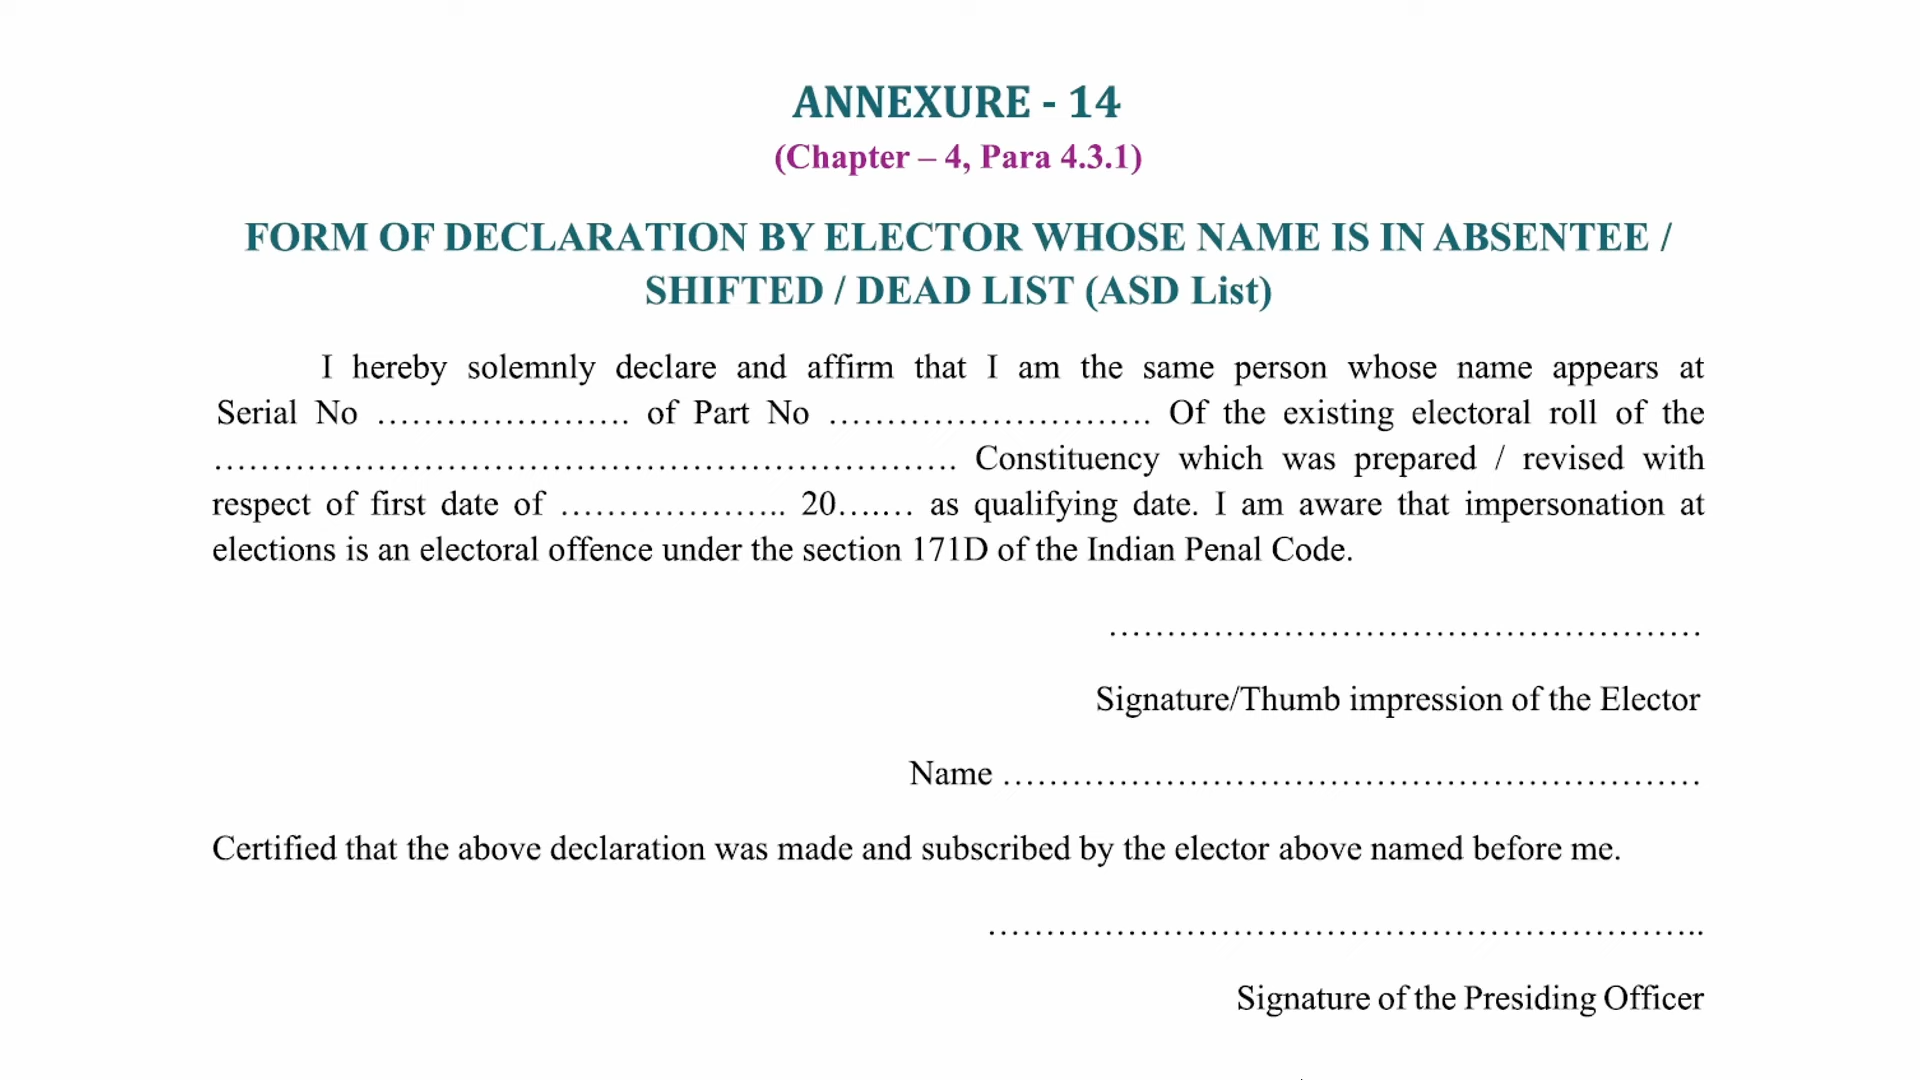 ANNEXURE - 14
(Chapter – 4, Para 4.3.1)
FORM OF DECLARATION BY ELECTOR WHOSE NAME IS IN ABSENTEE /
SHIFTED / DEAD LIST (ASD List)
I hereby solemnly declare and affirm that I am the same person whose name appears at
Serial No …………………. of Part No ………………………. Of the existing electoral roll of the
………………………………………………………. Constituency which was prepared / revised with
respect of first date of ……………….. 20….… as qualifying date. I am aware that impersonation at
elections is an electoral offence under the section 171D of the Indian Penal Code.
……………………………………………
Signature/Thumb impression of the Elector
Name ……………………………………………………
Certified that the above declaration was made and subscribed by the elector above named before me.
……………………………………………………..
Signature of the Presiding Officer